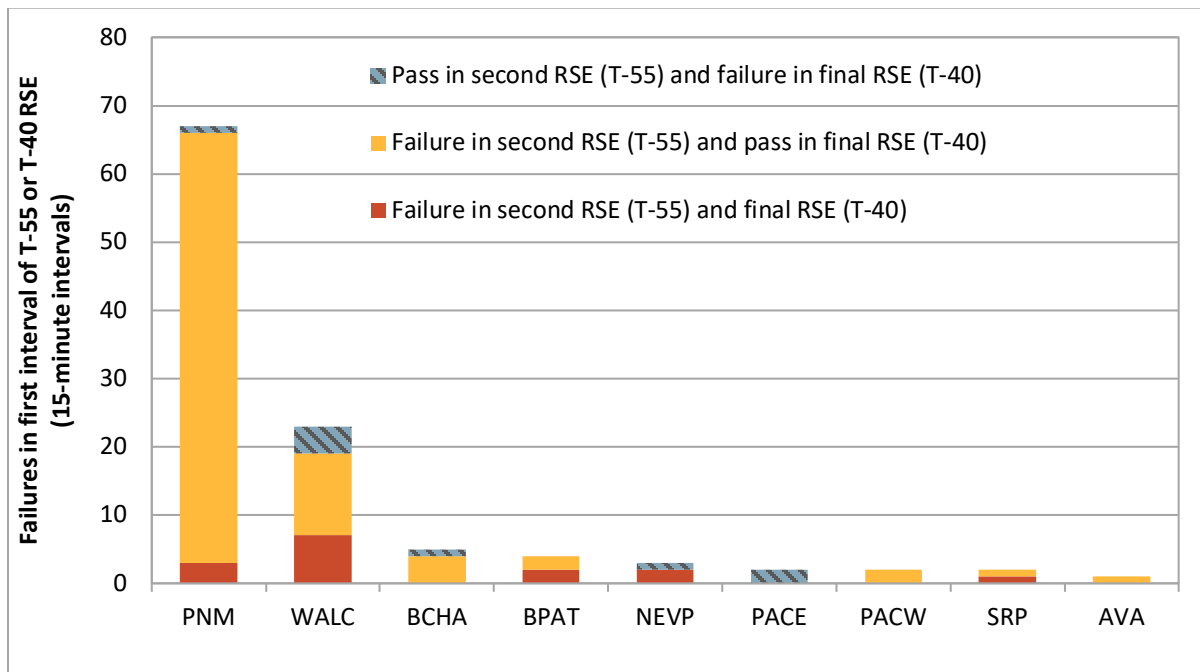 Failures in first interval of T-55 or T-40 RSE
(15-minute intervals)
80
70
60
50
40
30
20
10
0
Pass in second RSE (T-55) and failure in final RSE (T-40)
Failure in second RSE (T-55) and pass in final RSE (T-40)
Failure in second RSE (T-55) and final RSE (T-40)
PNM WALC BCHA BPAT NEVP PACE PACW SRP AVA